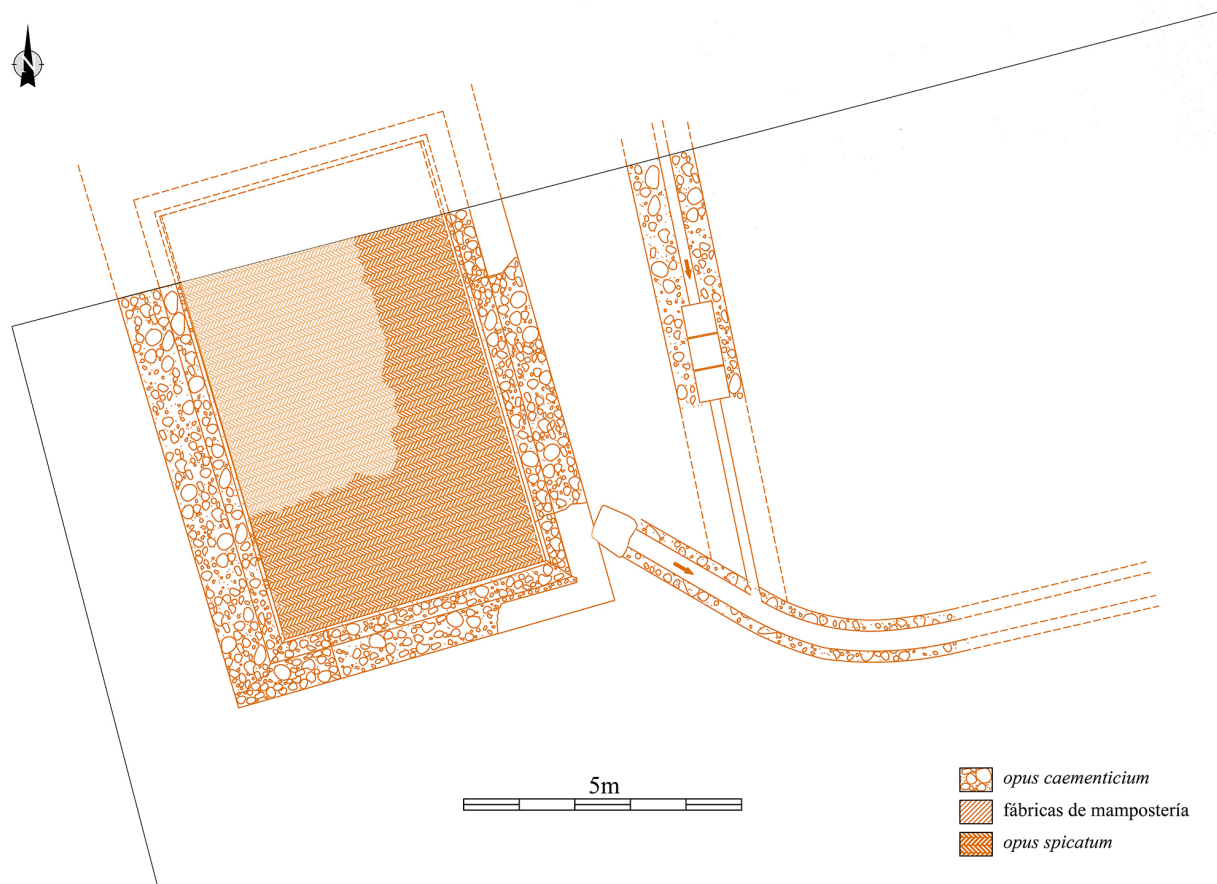 N
5m
opus caementicium
fábricas de mampostería
opus spicatum